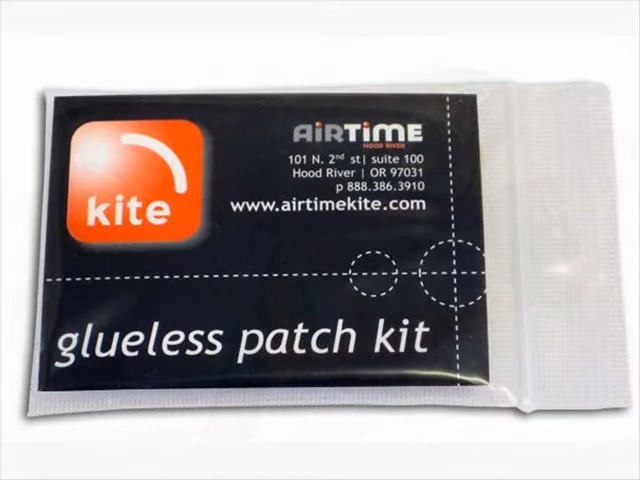 kite
AiRTiME
HOOD RIVER
101 N. 2nd st| suite 100
Hood River | OR 97031
p 888.386.3910
www.airtimekite.com
glueless patch kit